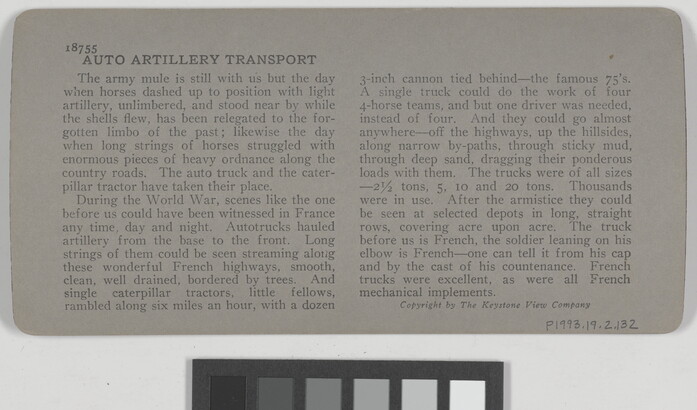 18755
AUTO ARTILLERY TRANSPORT
The army mule is still with us but the day
when horses dashed up to position with light
artillery, unlimbered, and stood near by while
the shells flew, has been relegated to the for-
gotten limbo of the past; likewise the day
when long strings of horses struggled with
enormous pieces of heavy ordnance along the
country roads. The auto truck and the cater-
pillar tractor have taken their place.
During the World War, scenes like the one
before us could have been witnessed in France
any time, day and night. Autotrucks hauled
artillery from the base to the front. Long
strings of them could be seen streaming along
these wonderful French highways, smooth,
clean, well drained, bordered by trees. And
single caterpillar tractors, little fellows,
rambled along six miles an hour, with a dozen
3-inch cannon tied behind—the famous 75's.
A single truck could do the work of four
4-horse teams, and but one driver was needed,
instead of four. And they could go almost
anywhere—off the highways, up the hillsides,
along narrow by-paths, through sticky mud,
through deep sand, dragging their ponderous
loads with them. The trucks were of all sizes
—2½ tons, 5, 10 and 20 tons. Thousands
were in use. After the armistice they could
be seen at selected depots in long, straight
rows, covering acre upon acre. The truck
before us is French, the soldier leaning on his
elbow is French—one can tell it from his cap
and by the cast of his countenance. French
trucks were excellent, as were all French
mechanical implements.
Copyright by The Keystone View Company
P1993.19.2.132